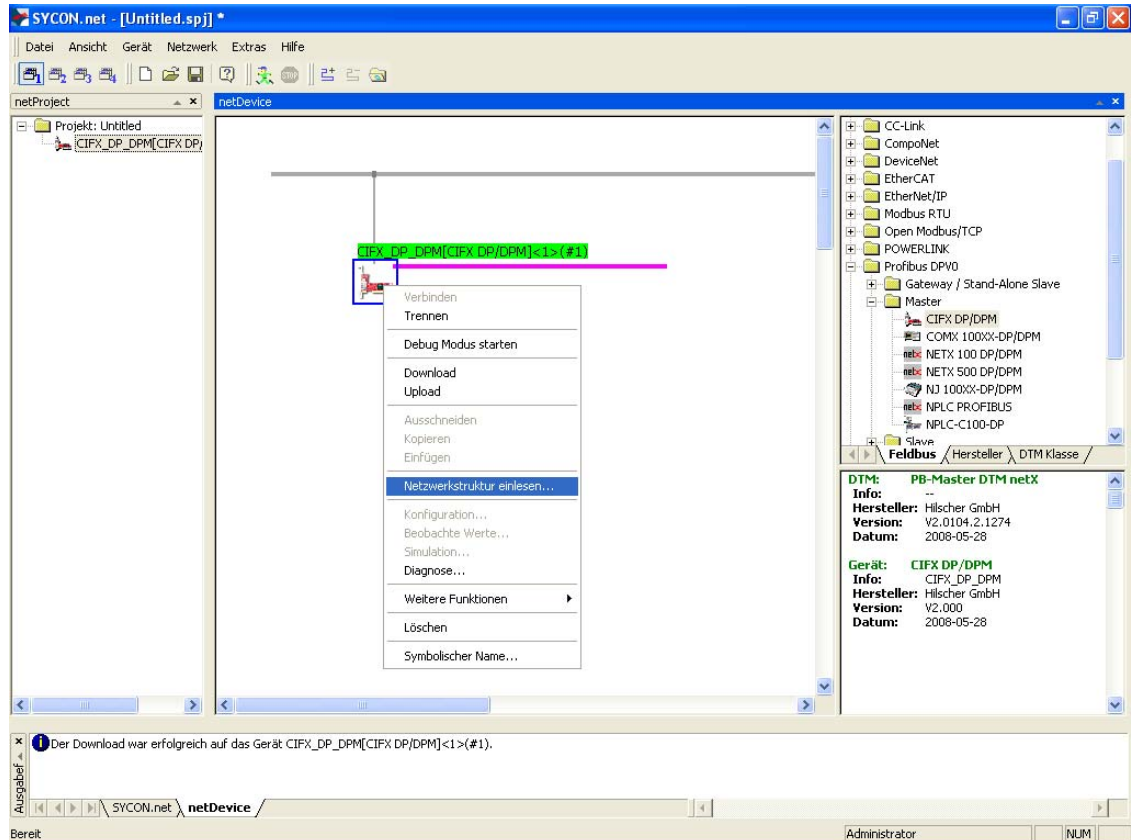 SYCON.net - [Untitled.spj] *
Datei Ansicht Gerät Netzwerk Extras Hilfe
netProject
Projekt: Untitled
CIFX_DP_DPM[CIFX DP/
netDevice
CIFX_DP_DPM[CIFX DP/DPM]<1>(#1)
Verbinden
Trennen
Debug Modus starten
Download
Upload
Ausschneiden
Kopieren
Einfügen
Netzwerkstruktur einlesen...
Konfiguration...
Beobachte Werte...
Simulation...
Diagnose...
Weitere Funktionen
Löschen
Symbolischer Name...
CC-Link
CompoNet
DeviceNet
EtherCAT
EtherNet/IP
Modbus RTU
Open Modbus/TCP
POWERLINK
Profibus DPV0
Gateway / Stand-Alone Slave
Master
CIFX DP/DPM
COMX 100XX-DP/DPM
netX NETX 100 DP/DPM
netX NETX 500 DP/DPM
NJ 100XX-DP/DPM
netX NPLC PROFIBUS
NPLC-C100-DP
Slave
Feldbus Hersteller DTM Klasse
DTM: PB-Master DTM netX
Info: --
Hersteller: Hilscher GmbH
Version: V2.0104.2.1274
Datum: 2008-05-28
Gerät: CIFX DP/DPM
Info: CIFX_DP_DPM
Hersteller: Hilscher GmbH
Version: V2.000
Datum: 2008-05-28
Ausgabef
Der Download war erfolgreich auf das Gerät CIFX_DP_DPM[CIFX DP/DPM]<1>(#1).
SYCON.net netDevice
Bereit
Administrator
NUM